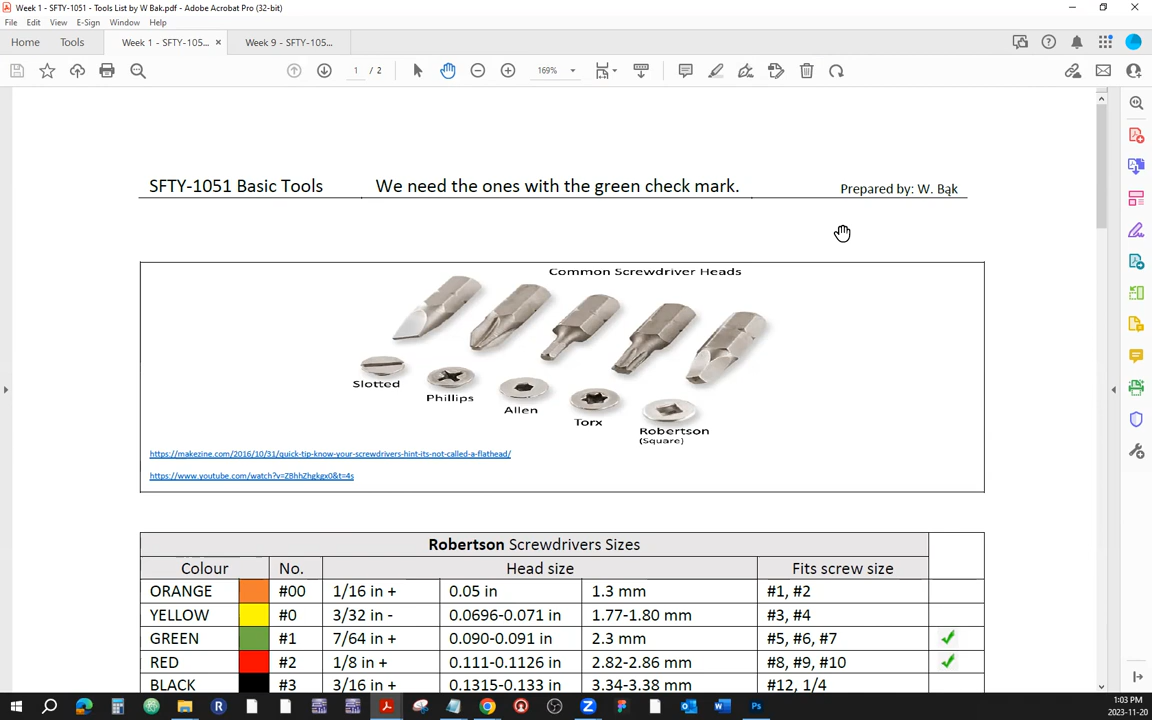 Week 1 - SFTY-1051 - Tools List by W Bak.pdf - Adobe Acrobat Pro (32-bit)
File Edit View E-Sign Window Help
Home Tools Week 1 - SFTY-105... × Week 9 - SFTY-105...
1 / 2 169%
SFTY-1051 Basic Tools We need the ones with the green check mark. Prepared by: W. Bąk
Common Screwdriver Heads
Slotted
Phillips
Allen
Torx
Robertson
(Square)
https://makezine.com/2016/10/31/quick-tip-know-your-screwdrivers-hint-its-not-called-a-flathead/
https://www.youtube.com/watch?v=ZBhhZhgkgx0&t=4s
Robertson Screwdrivers Sizes
Colour No. Head size Fits screw size
ORANGE #00 1/16 in + 0.05 in 1.3 mm #1, #2
YELLOW #0 3/32 in - 0.0696-0.071 in 1.77-1.80 mm #3, #4
GREEN #1 7/64 in + 0.090-0.091 in 2.3 mm #5, #6, #7
RED #2 1/8 in + 0.111-0.1126 in 2.82-2.86 mm #8, #9, #10
BLACK #3 3/16 in + 0.1315-0.133 in 3.34-3.38 mm #12, 1/4
1:03 PM
2023-11-20